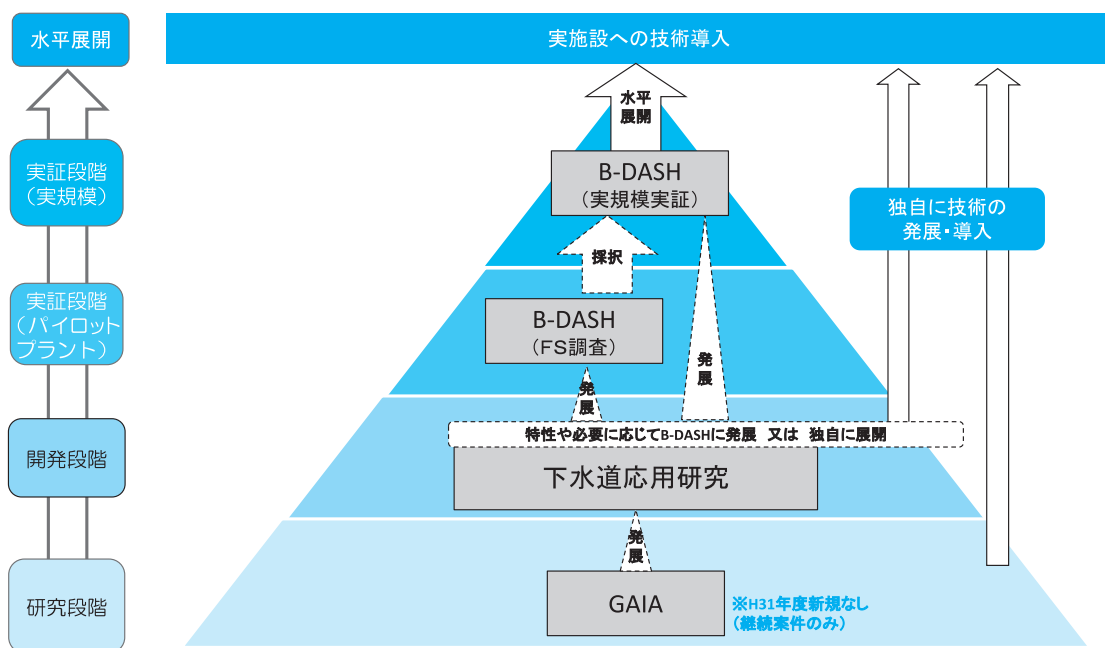 水平展開
実施設への技術導入
水平
展開
実証段階
（実規模）
B-DASH
（実規模実証）
独自に技術の
発展・導入
採択
実証段階
（パイロット
プラント）
B-DASH
（FS調査）
発
展
発
展
特性や必要に応じてB-DASHに発展 又は 独自に展開
開発段階
下水道応用研究
発
展
研究段階
GAIA
※H31年度新規なし
（継続案件のみ）